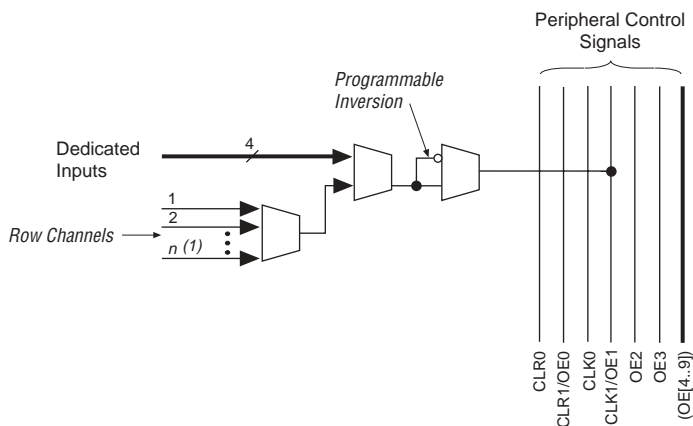 Peripheral Control
Signals
Programmable
Inversion
Dedicated
Inputs
4
1
2
Row Channels
n (1)
CLR0
CLR1/OE0
CLK0
CLK1/OE1
OE2
OE3
(OE[4..9])